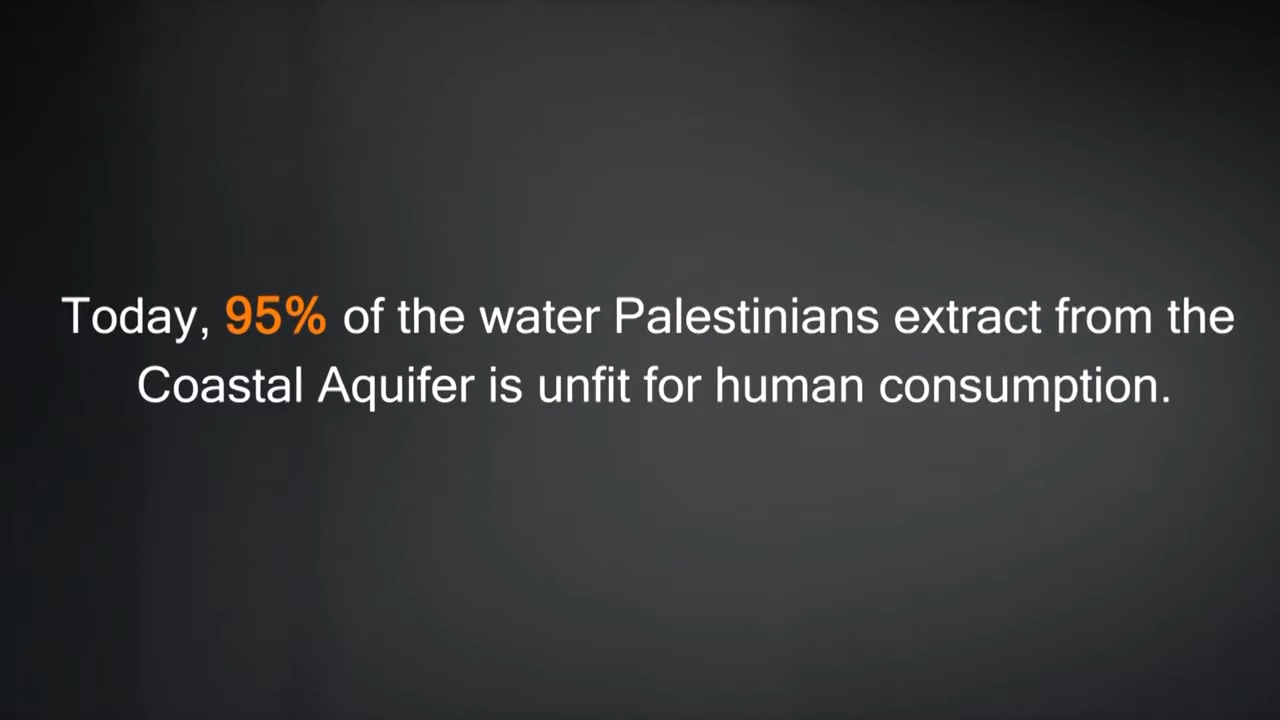 Today, 95% of the water Palestinians extract from the
Coastal Aquifer is unfit for human consumption.